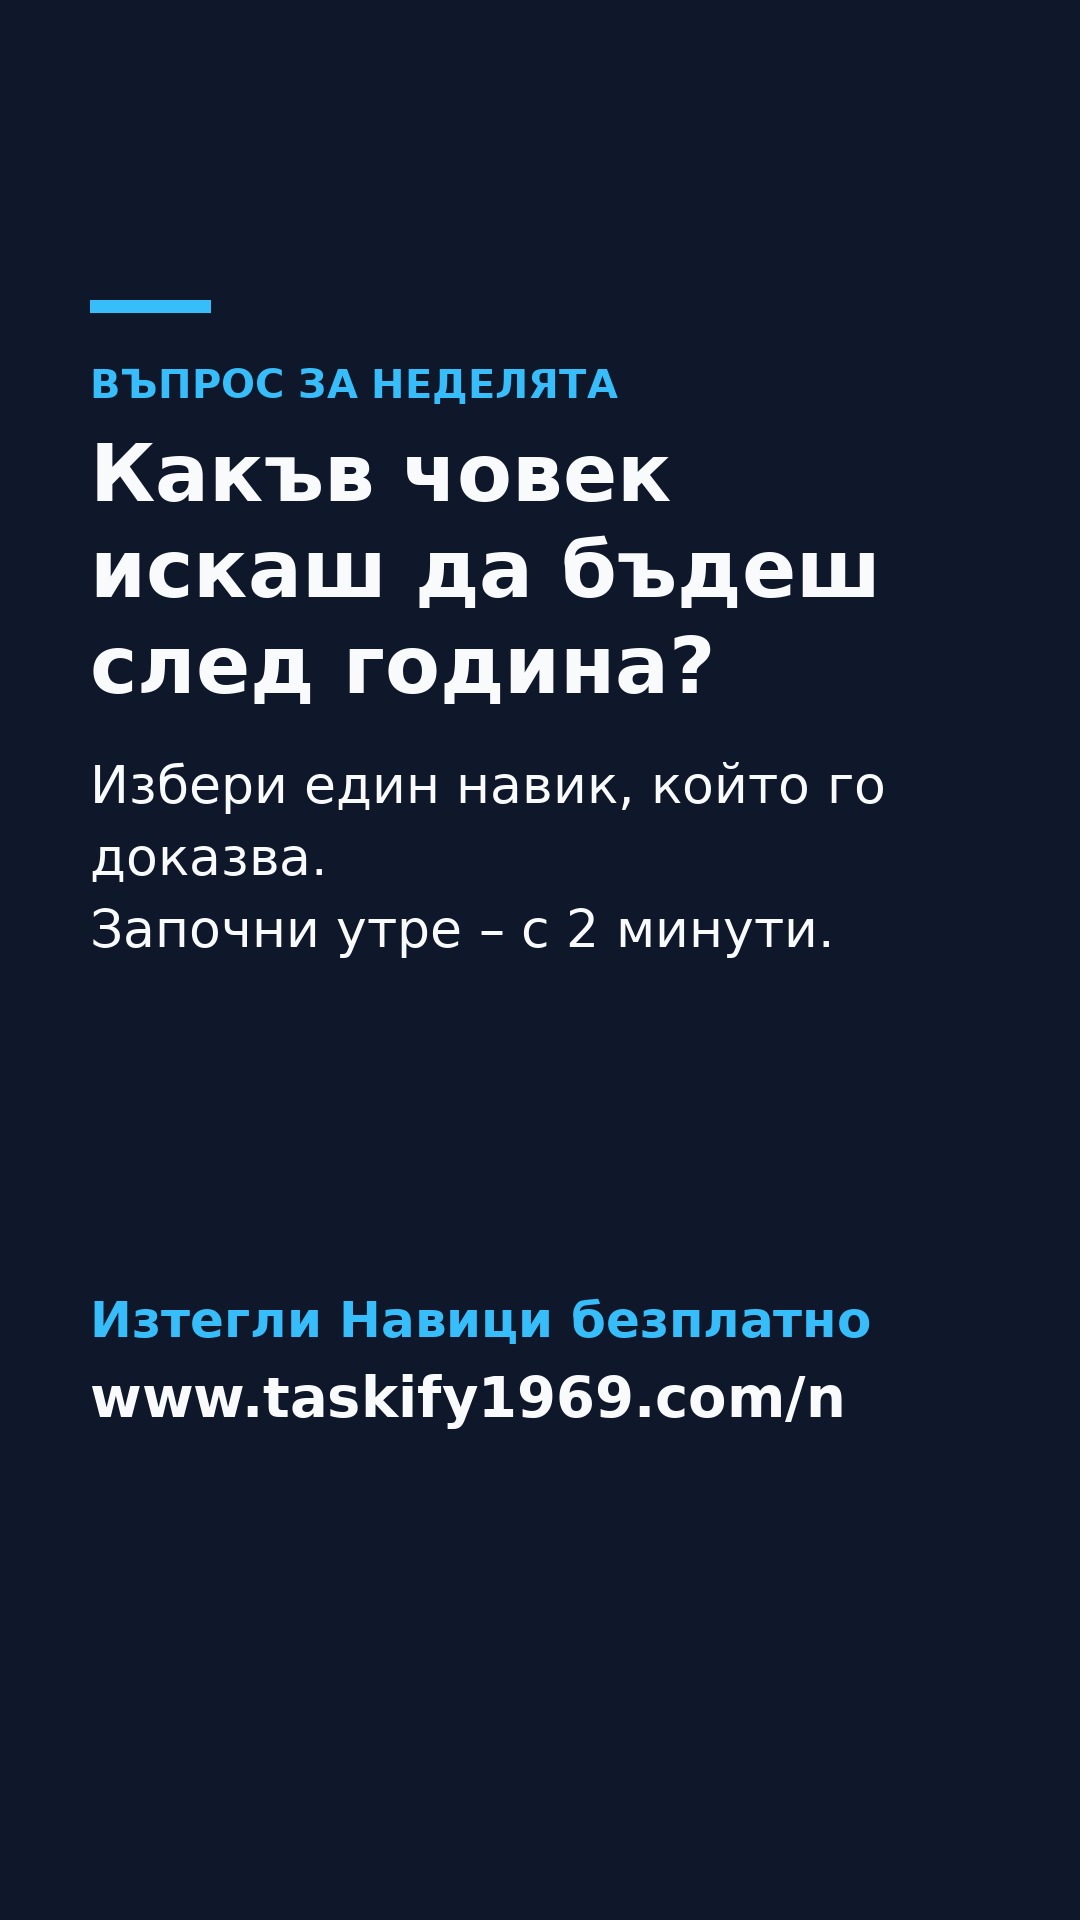 ВЪПРОС ЗА НЕДЕЛЯТА
Какъв човек
искаш да бъдеш
след година?
Избери един навик, който го
доказва.
Започни утре – с 2 минути.
Изтегли Навици безплатно
www.taskify1969.com/n